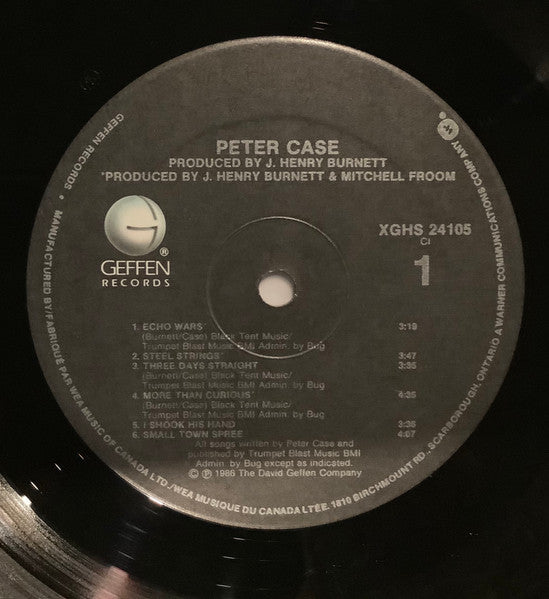 PETER CASE
PRODUCED BY J. HENRY BURNETT
*PRODUCED BY J. HENRY BURNETT & MITCHELL FROOM
GEFFEN ®
RECORDS
XGHS 24105
CI
1
1. ECHO WARS* 3:19
(Burnett/Case) Black Tent Music/
Trumpet Blast Music BMI Admin. by Bug
2. STEEL STRINGS* 3:47
3. THREE DAYS STRAIGHT 3:35
(Burnett/Case) Black Tent Music/
Trumpet Blast Music BMI Admin. by Bug
4. MORE THAN CURIOUS* 4:35
(Burnett/Case) Black Tent Music/
Trumpet Blast Music BMI Admin. by Bug
5. I SHOOK HIS HAND 3:36
6. SMALL TOWN SPREE 4:07
All songs written by Peter Case and
published by Trumpet Blast Music BMI
Admin. by Bug except as indicated.
© ℗ 1986 The David Geffen Company
GEFFEN RECORDS • MANUFACTURED BY/FABRIQUÉ PAR WEA MUSIC OF CANADA LTD./WEA MUSIQUE DU CANADA LTÉE. 1810 BIRCHMOUNT RD., SCARBOROUGH, ONTARIO A WARNER COMMUNICATIONS COMPANY